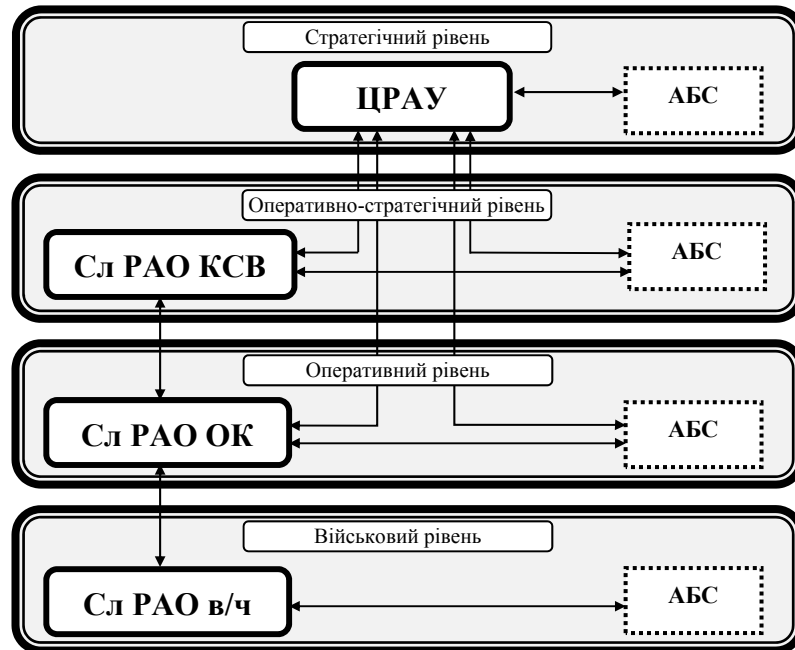 Стратегічний рівень
ЦРАУ
АБС
Оперативно-стратегічний рівень
Сл РАО КСВ
АБС
Оперативний рівень
Сл РАО ОК
АБС
Військовий рівень
Сл РАО в/ч
АБС